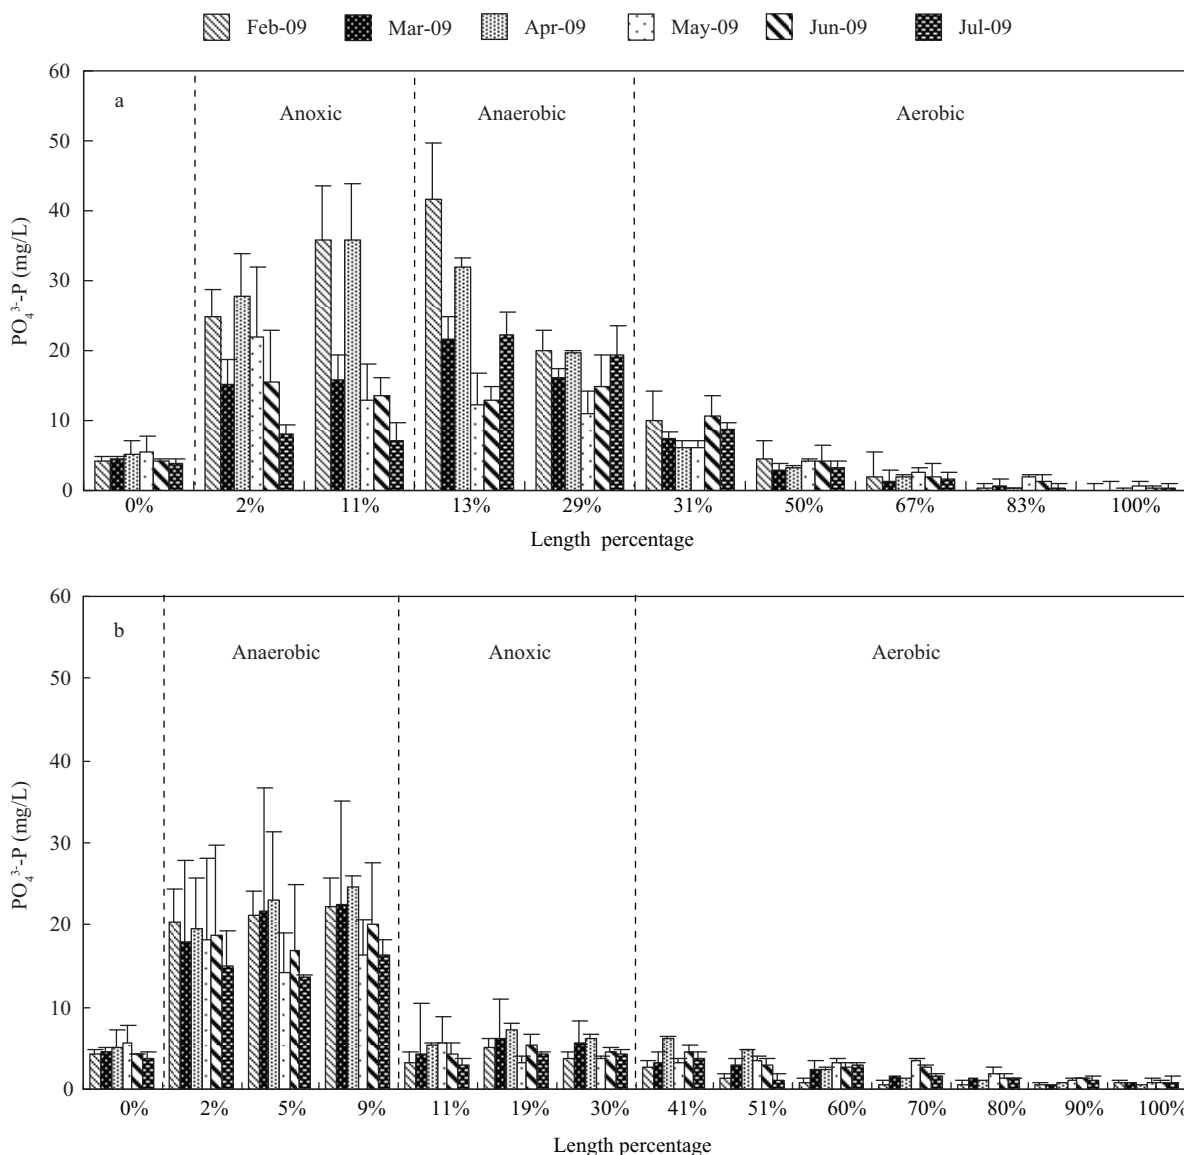 Feb-09 Mar-09 Apr-09 May-09 Jun-09 Jul-09
60
50
40
30
20
10
0
PO₄³⁻-P (mg/L)
a
Anoxic Anaerobic Aerobic
0% 2% 11% 13% 29% 31% 50% 67% 83% 100%
Length percentage
60
50
40
30
20
10
0
PO₄³⁻-P (mg/L)
b
Anaerobic Anoxic Aerobic
0% 2% 5% 9% 11% 19% 30% 41% 51% 60% 70% 80% 90% 100%
Length percentage